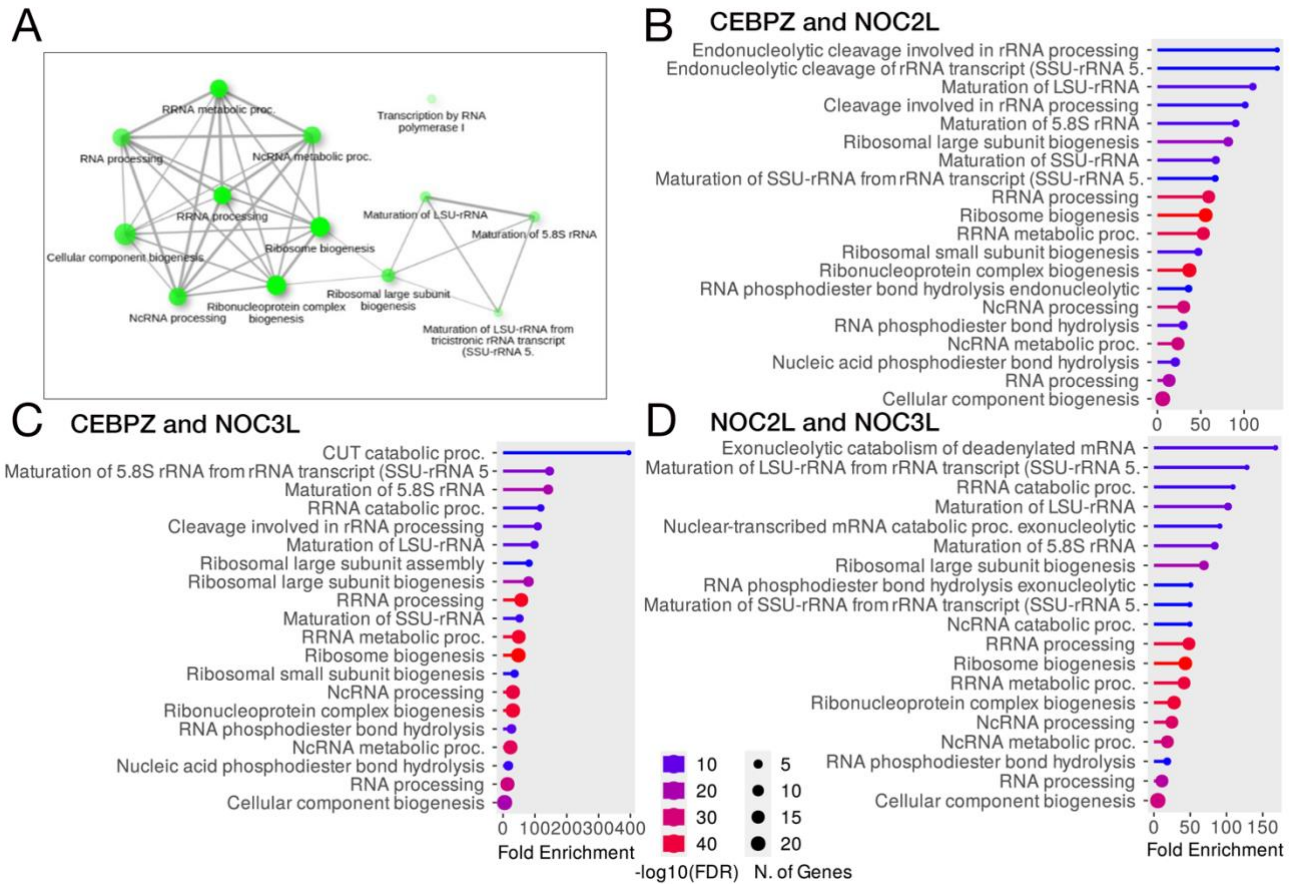 A
RRNA metabolic proc.
Transcription by RNA
polymerase I
RNA processing
NcRNA metabolic proc.
RRNA processing
Maturation of LSU-rRNA
Maturation of 5.8S rRNA
Ribosome biogenesis
Cellular component biogenesis
Ribosomal large subunit
biogenesis
NcRNA processing
Ribonucleoprotein complex
biogenesis
Maturation of LSU-rRNA from
tricistronic rRNA transcript
(SSU-rRNA 5.
B CEBPZ and NOC2L
Endonucleolytic cleavage involved in rRNA processing
Endonucleolytic cleavage of rRNA transcript (SSU-rRNA 5.
Maturation of LSU-rRNA
Cleavage involved in rRNA processing
Maturation of 5.8S rRNA
Ribosomal large subunit biogenesis
Maturation of SSU-rRNA
Maturation of SSU-rRNA from rRNA transcript (SSU-rRNA 5.
RRNA processing
Ribosome biogenesis
RRNA metabolic proc.
Ribosomal small subunit biogenesis
Ribonucleoprotein complex biogenesis
RNA phosphodiester bond hydrolysis endonucleolytic
NcRNA processing
RNA phosphodiester bond hydrolysis
NcRNA metabolic proc.
Nucleic acid phosphodiester bond hydrolysis
RNA processing
Cellular component biogenesis
0 50 100
C CEBPZ and NOC3L
CUT catabolic proc.
Maturation of 5.8S rRNA from rRNA transcript (SSU-rRNA 5
Maturation of 5.8S rRNA
RRNA catabolic proc.
Cleavage involved in rRNA processing
Maturation of LSU-rRNA
Ribosomal large subunit assembly
Ribosomal large subunit biogenesis
RRNA processing
Maturation of SSU-rRNA
RRNA metabolic proc.
Ribosome biogenesis
Ribosomal small subunit biogenesis
NcRNA processing
Ribonucleoprotein complex biogenesis
RNA phosphodiester bond hydrolysis
NcRNA metabolic proc.
Nucleic acid phosphodiester bond hydrolysis
RNA processing
Cellular component biogenesis
0 100 200 300 400
Fold Enrichment
10
20
30
40
-log10(FDR)
5
10
15
20
N. of Genes
D NOC2L and NOC3L
Exonucleolytic catabolism of deadenylated mRNA
Maturation of LSU-rRNA from rRNA transcript (SSU-rRNA 5.
RRNA catabolic proc.
Maturation of LSU-rRNA
Nuclear-transcribed mRNA catabolic proc. exonucleolytic
Maturation of 5.8S rRNA
Ribosomal large subunit biogenesis
RNA phosphodiester bond hydrolysis exonucleolytic
Maturation of SSU-rRNA from rRNA transcript (SSU-rRNA 5.
NcRNA catabolic proc.
RRNA processing
Ribosome biogenesis
RRNA metabolic proc.
Ribonucleoprotein complex biogenesis
NcRNA processing
NcRNA metabolic proc.
RNA phosphodiester bond hydrolysis
RNA processing
Cellular component biogenesis
0 50 100 150
Fold Enrichment